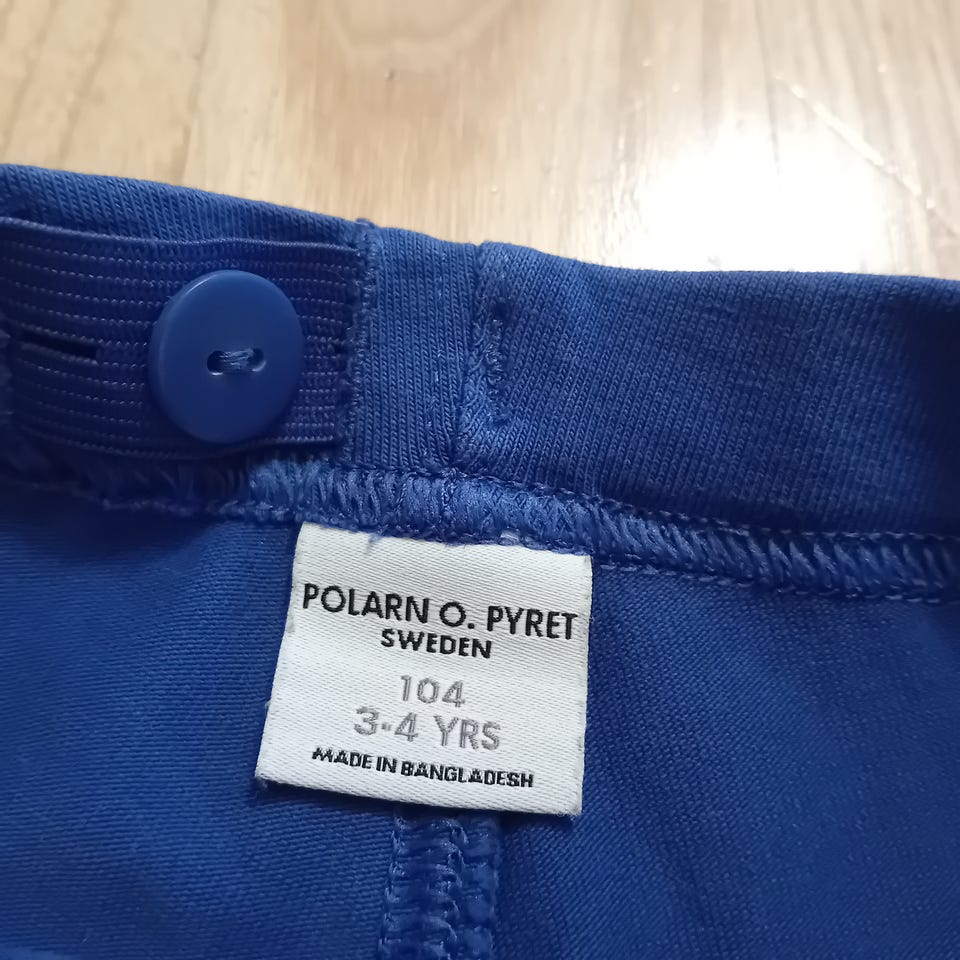 POLARN O. PYRET
SWEDEN
104
3-4 YRS
MADE IN BANGLADESH